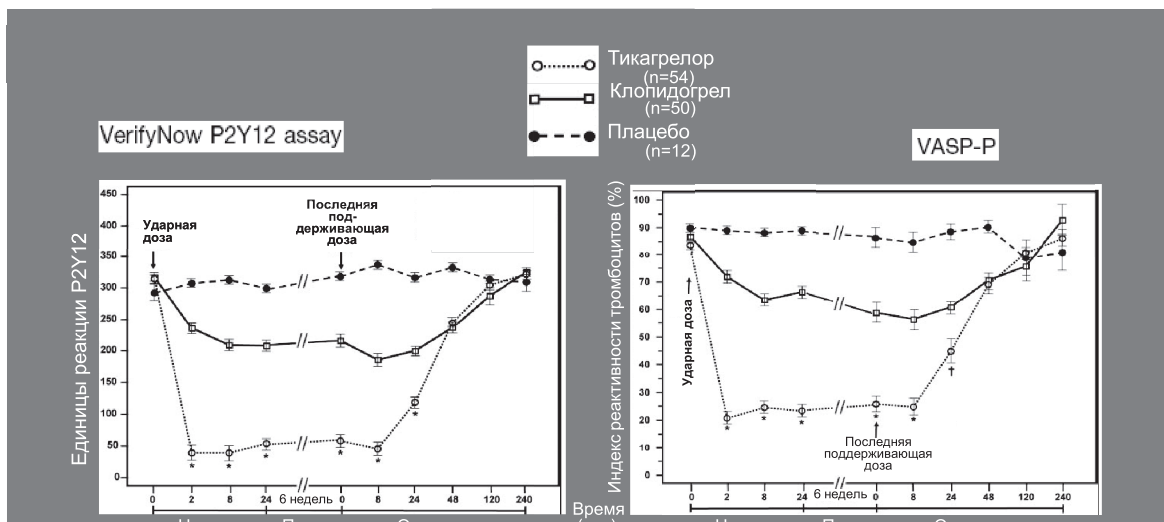 Тикагрелор
(n=54)
Клопидогрел
(n=50)
Плацебо
(n=12)
VerifyNow P2Y12 assay
VASP-P
Единицы реакции P2Y12
450
400
350
300
250
200
150
100
50
0
Ударная
доза
Последняя
под-
держивающая
доза
* * * * * *
0 2 8 24 6 недель 0 8 24 48 120 240
Время
Индекс реактивности тромбоцитов (%)
100
90
80
70
60
50
40
30
20
10
0
Ударная доза
Последняя
поддерживающая
доза
* * * * * †
0 2 8 24 6 недель 0 8 24 48 120 240